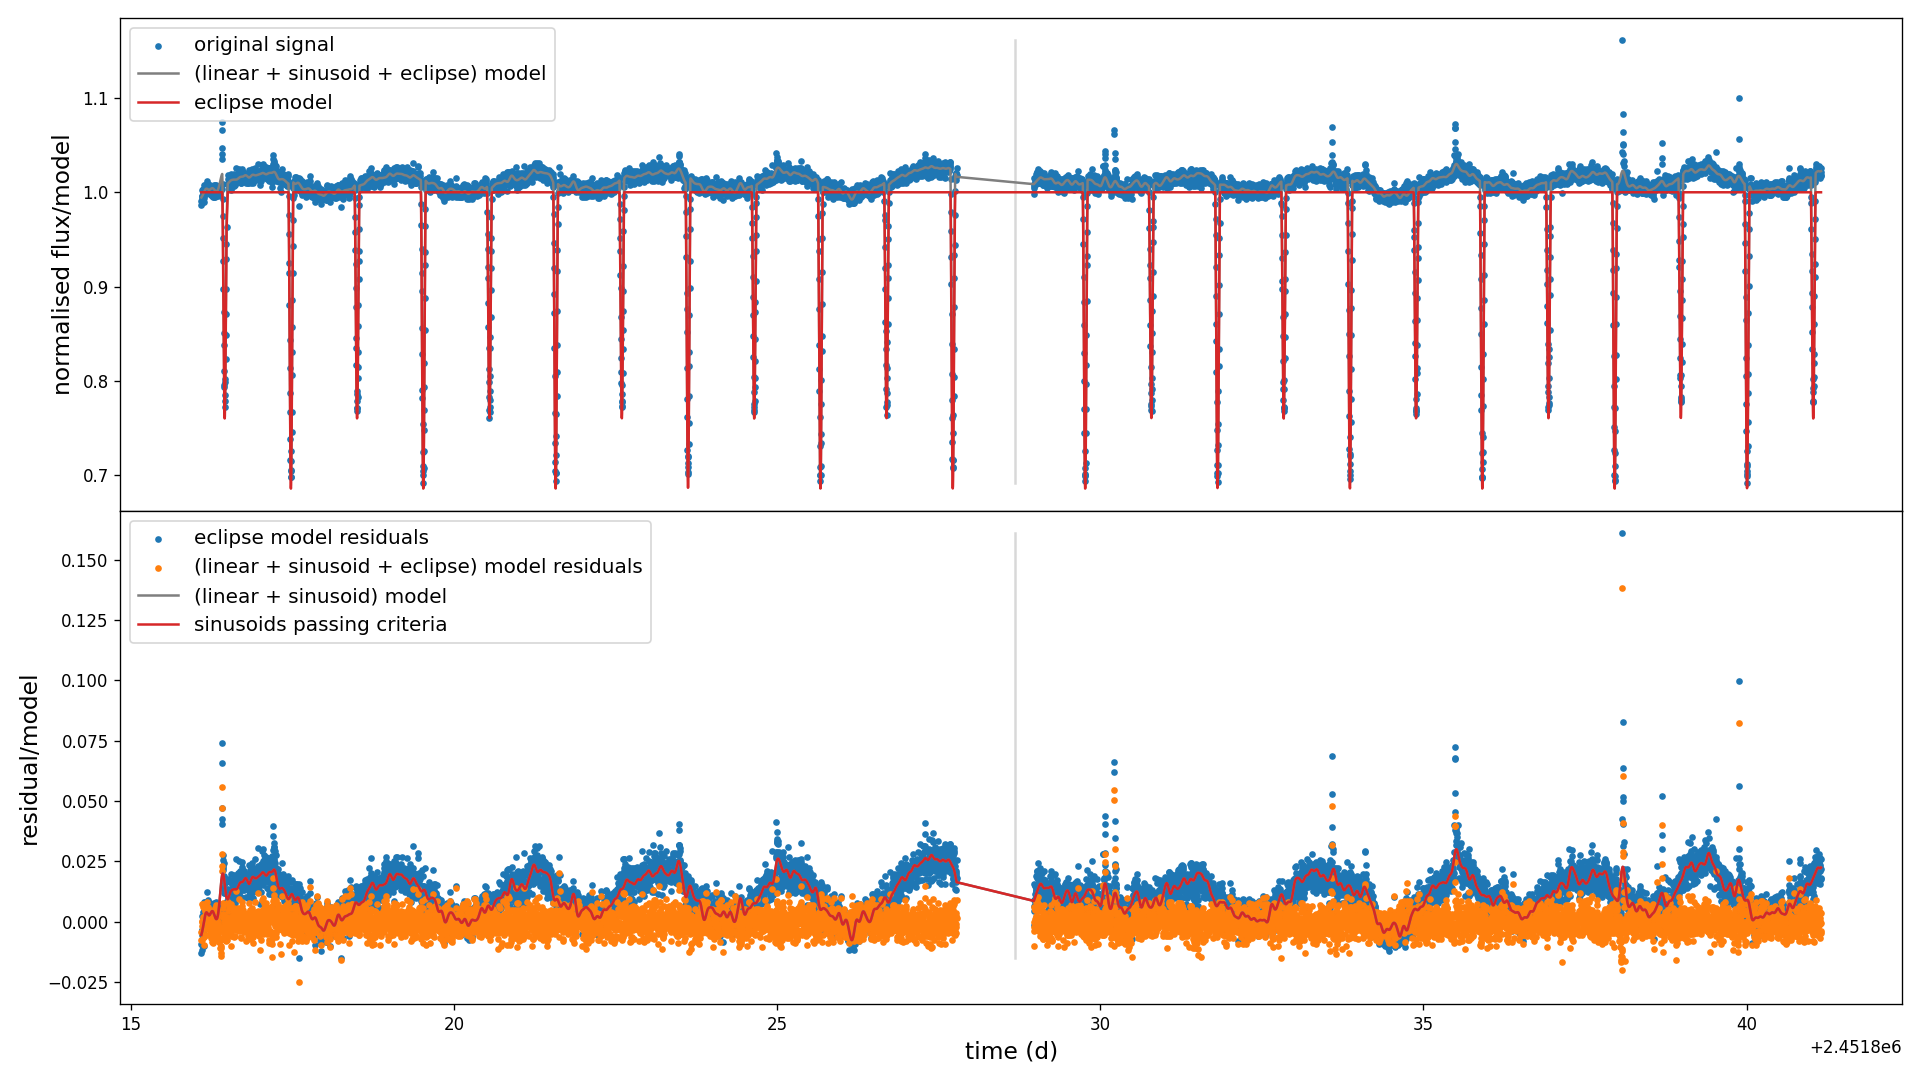 original signal
(linear + sinusoid + eclipse) model
eclipse model
normalised flux/model
1.1
1.0
0.9
0.8
0.7
eclipse model residuals
(linear + sinusoid + eclipse) model residuals
(linear + sinusoid) model
sinusoids passing criteria
residual/model
0.150
0.125
0.100
0.075
0.050
0.025
0.000
−0.025
15
20
25
30
35
40
time (d)
+2.4518e6